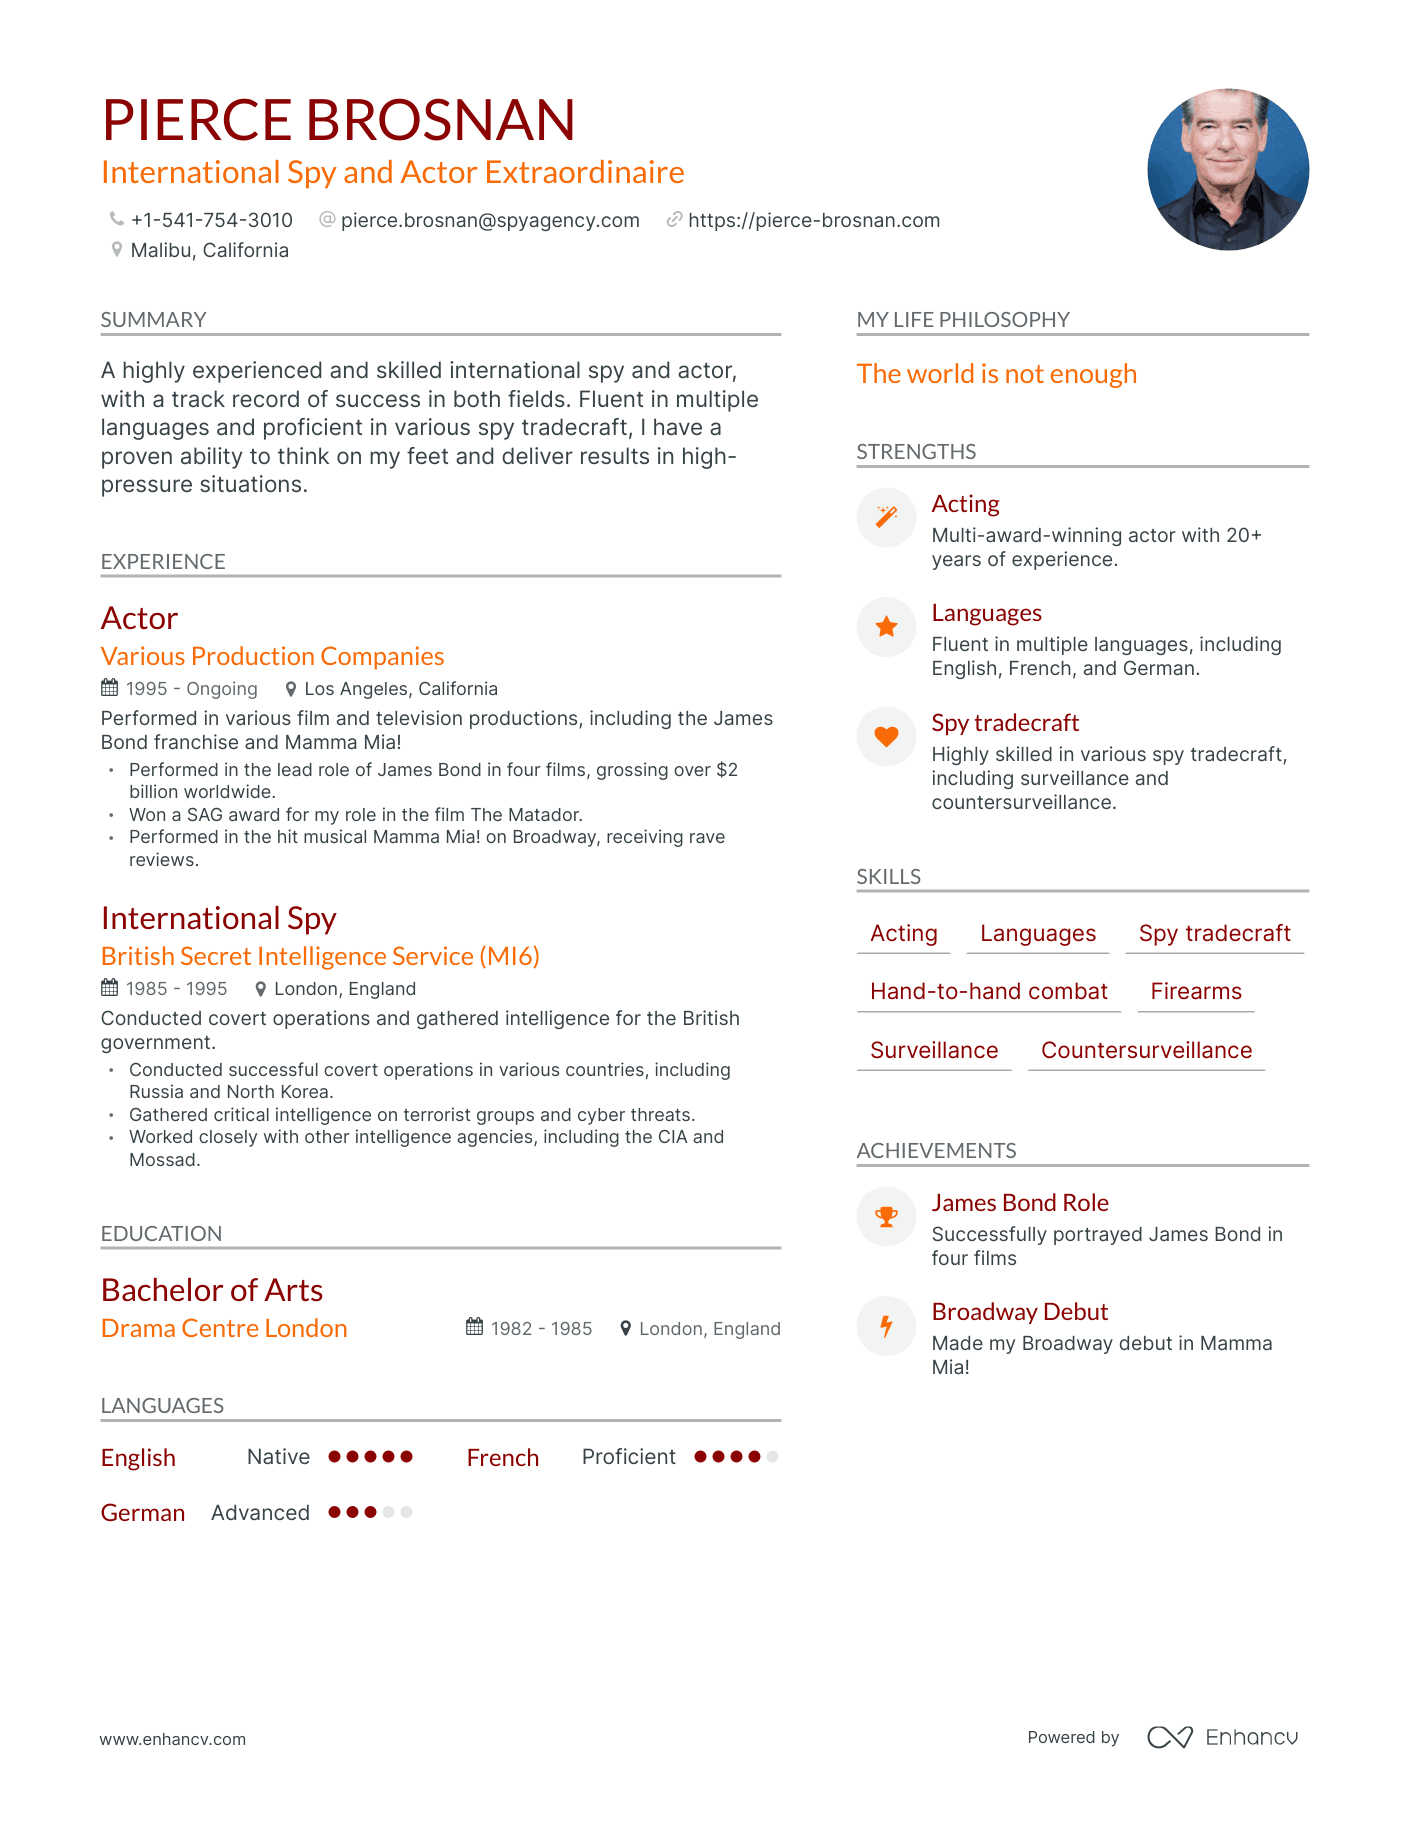 PIERCE BROSNAN
International Spy and Actor Extraordinaire
+1-541-754-3010 @ pierce.brosnan@spyagency.com https://pierce-brosnan.com
Malibu, California
SUMMARY
A highly experienced and skilled international spy and actor,
with a track record of success in both fields. Fluent in multiple
languages and proficient in various spy tradecraft, I have a
proven ability to think on my feet and deliver results in high-
pressure situations.
EXPERIENCE
Actor
Various Production Companies
1995 - Ongoing Los Angeles, California
Performed in various film and television productions, including the James
Bond franchise and Mamma Mia!
• Performed in the lead role of James Bond in four films, grossing over $2
billion worldwide.
• Won a SAG award for my role in the film The Matador.
• Performed in the hit musical Mamma Mia! on Broadway, receiving rave
reviews.
International Spy
British Secret Intelligence Service (MI6)
1985 - 1995 London, England
Conducted covert operations and gathered intelligence for the British
government.
• Conducted successful covert operations in various countries, including
Russia and North Korea.
• Gathered critical intelligence on terrorist groups and cyber threats.
• Worked closely with other intelligence agencies, including the CIA and
Mossad.
EDUCATION
Bachelor of Arts
Drama Centre London 1982 - 1985 London, England
LANGUAGES
English Native French Proficient
German Advanced
MY LIFE PHILOSOPHY
The world is not enough
STRENGTHS
Acting
Multi-award-winning actor with 20+
years of experience.
Languages
Fluent in multiple languages, including
English, French, and German.
Spy tradecraft
Highly skilled in various spy tradecraft,
including surveillance and
countersurveillance.
SKILLS
Acting Languages Spy tradecraft
Hand-to-hand combat Firearms
Surveillance Countersurveillance
ACHIEVEMENTS
James Bond Role
Successfully portrayed James Bond in
four films
Broadway Debut
Made my Broadway debut in Mamma
Mia!
www.enhancv.com
Powered by Enhancv